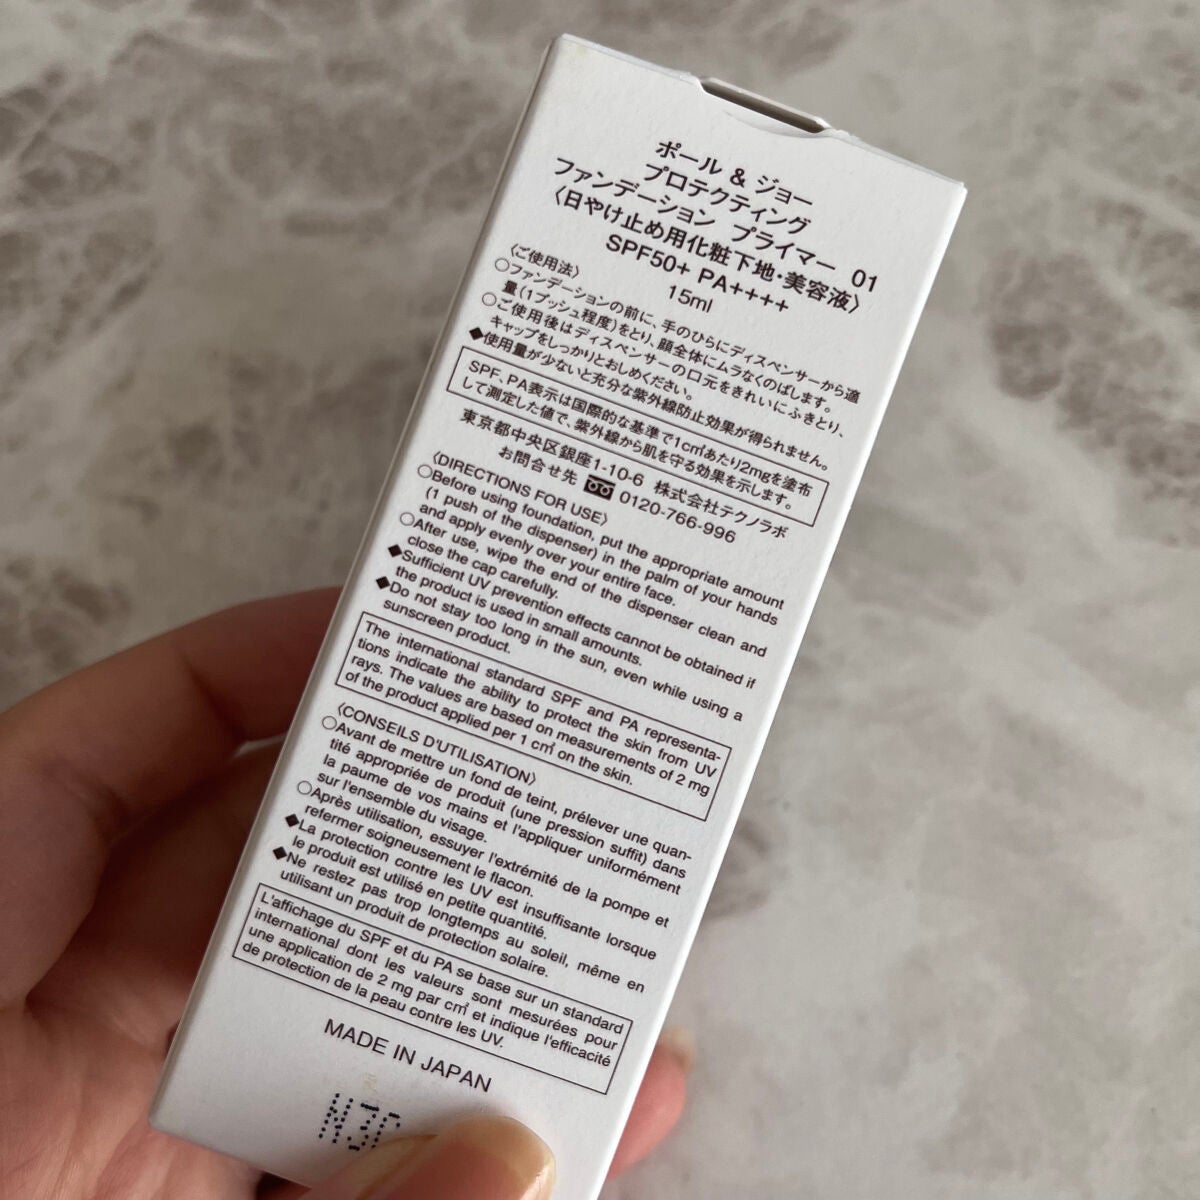 ポール & ジョー
プロテクティング
ファンデーション プライマー 01
〈日やけ止め用化粧下地・美容液〉
SPF50+ PA++++
15ml
〈ご使用法〉
○ファンデーションの前に、手のひらにディスペンサーから適
量(1プッシュ程度)をとり、顔全体にムラなくのばします。
○ご使用後はディスペンサーの口元をきれいにふきとり、
キャップをしっかりとおしめください。
◆使用量が少ないと充分な紫外線防止効果が得られません。
SPF、PA表示は国際的な基準で1c㎡あたり2mgを塗布
して測定した値で、紫外線から肌を守る効果を示します。
東京都中央区銀座1-10-6 株式会社テクノラボ
お問合せ先 0120-766-996
〈DIRECTIONS FOR USE〉
○Before using foundation, put the appropriate amount
(1 push of the dispenser) in the palm of your hands
and apply evenly over your entire face.
○After use, wipe the end of the dispenser clean and
close the cap carefully.
◆Sufficient UV prevention effects cannot be obtained if
the product is used in small amounts.
◆Do not stay too long in the sun, even while using a
sunscreen product.
The international standard SPF and PA representa-
tions indicate the ability to protect the skin from UV
rays. The values are based on measurements of 2 mg
of the product applied per 1 c㎡ on the skin.
〈CONSEILS D'UTILISATION〉
○Avant de mettre un fond de teint, prélever une quan-
tité appropriée de produit (une pression suffit) dans
la paume de vos mains et l'appliquer uniformément
sur l'ensemble du visage.
○Après utilisation, essuyer l'extrémité de la pompe et
refermer soigneusement le flacon.
◆La protection contre les UV est insuffisante lorsque
le produit est utilisé en petite quantité.
◆Ne restez pas trop longtemps au soleil, même en
utilisant un produit de protection solaire.
L'affichage du SPF et du PA se base sur un standard
international dont les valeurs sont mesurées pour
une application de 2 mg par c㎡ et indique l'efficacité
de protection de la peau contre les UV.
MADE IN JAPAN